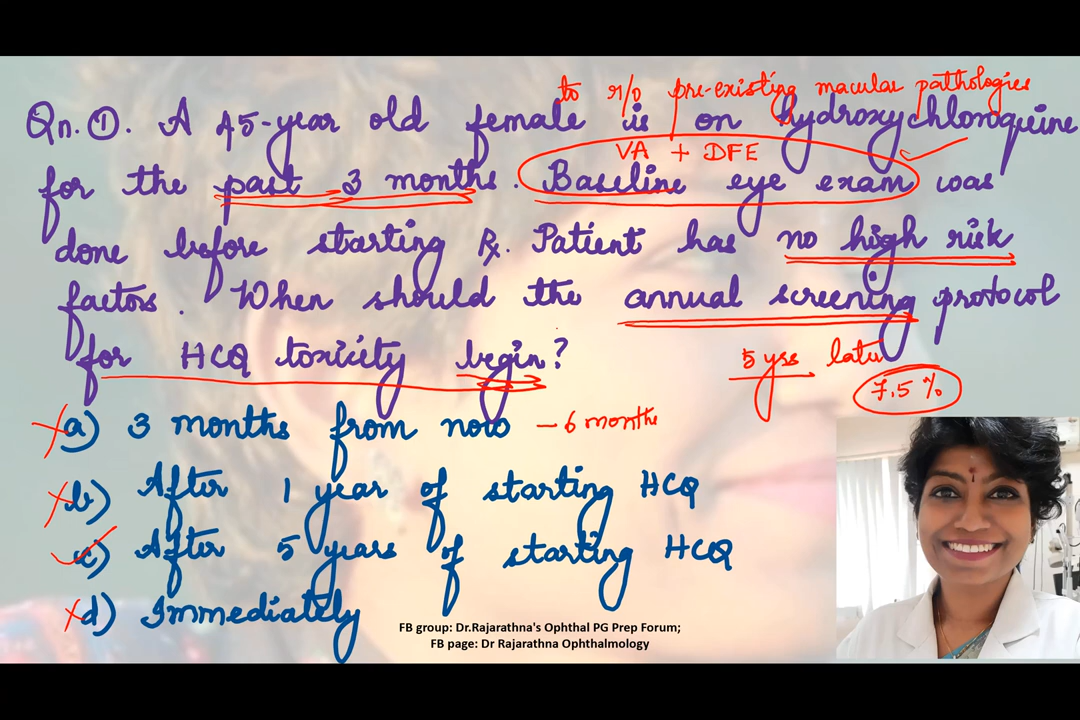 to r/o pre-existing macular pathologies
Qn. ①. A 45-year old female is on hydroxychloroquine
VA + DFE
for the past 3 months. Baseline eye exam was
done before starting ℞. Patient has no high risk
factors. When should the annual screening protocol
for HCQ toxicity begin?
5 yrs later
7.5 %
a) 3 months from now - 6 months
b) After 1 year of starting HCQ
c) After 5 years of starting HCQ
d) Immediately
FB group: Dr.Rajarathna's Ophthal PG Prep Forum;
FB page: Dr Rajarathna Ophthalmology